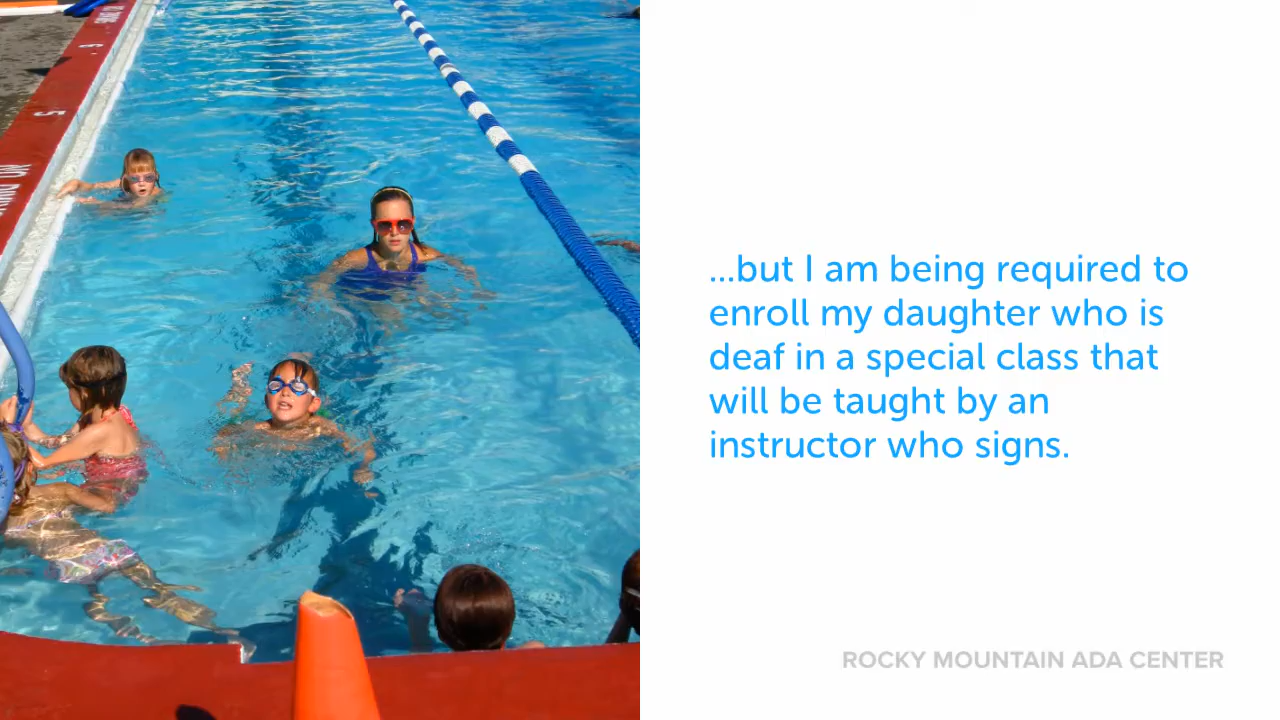 ...but I am being required to
enroll my daughter who is
deaf in a special class that
will be taught by an
instructor who signs.
ROCKY MOUNTAIN ADA CENTER
5